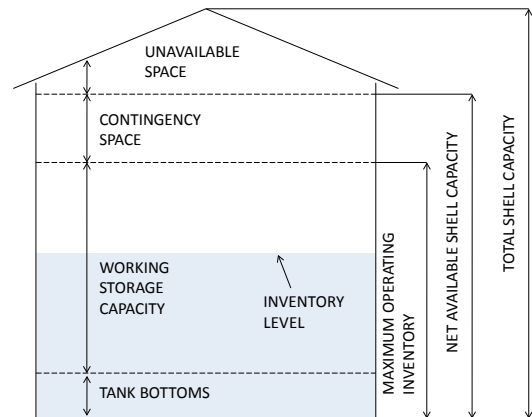 UNAVAILABLE
SPACE
CONTINGENCY
SPACE
WORKING
STORAGE
CAPACITY
INVENTORY
LEVEL
TANK BOTTOMS
MAXIMUM OPERATING
INVENTORY
NET AVAILABLE SHELL CAPACITY
TOTAL SHELL CAPACITY